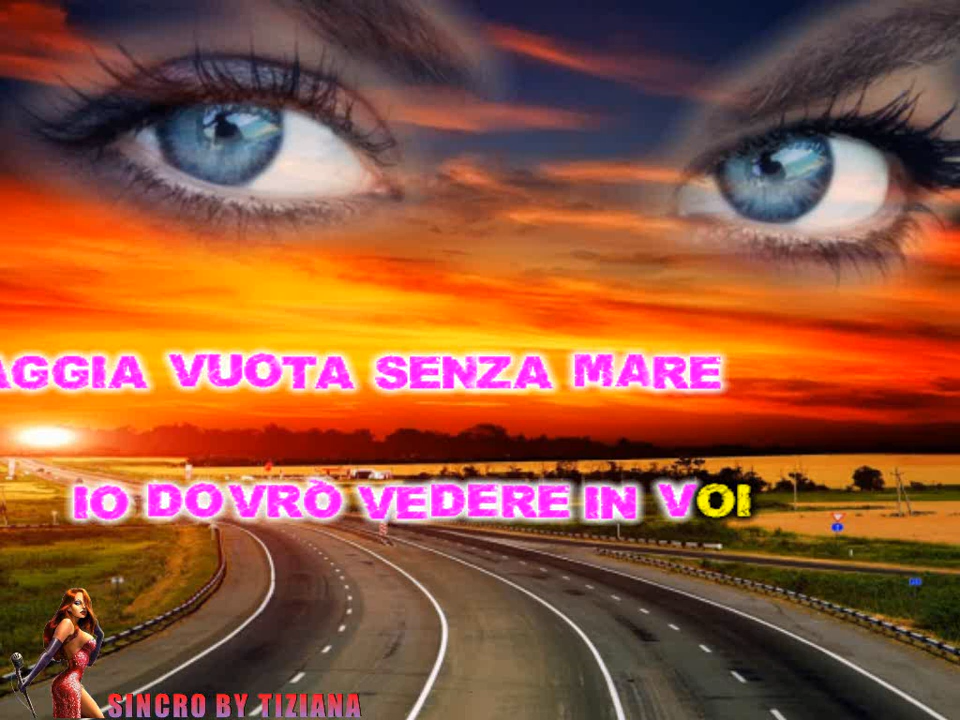 AGGIA VUOTA SENZA MARE
IO DOVRÒ VEDERE IN VOI
SINCRO BY TIZIANA